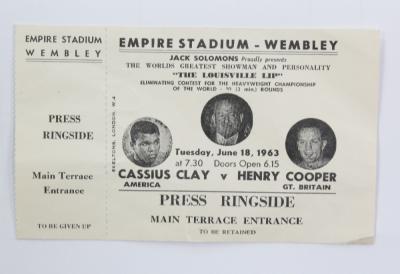 EMPIRE STADIUM
WEMBLEY
PRESS
RINGSIDE
Main Terrace
Entrance
TO BE GIVEN UP
SKELTONS, LONDON, W.4
EMPIRE STADIUM - WEMBLEY
JACK SOLOMONS Proudly presents
THE WORLDS GREATEST SHOWMAN AND PERSONALITY
"THE LOUISVILLE LIP"
ELIMINATING CONTEST FOR THE HEAVYWEIGHT CHAMPIONSHIP
OF THE WORLD - 10 (3 min.) ROUNDS
Tuesday, June 18, 1963
at 7.30 Doors Open 6.15
CASSIUS CLAY v HENRY COOPER
AMERICA GT. BRITAIN
PRESS RINGSIDE
MAIN TERRACE ENTRANCE
TO BE RETAINED